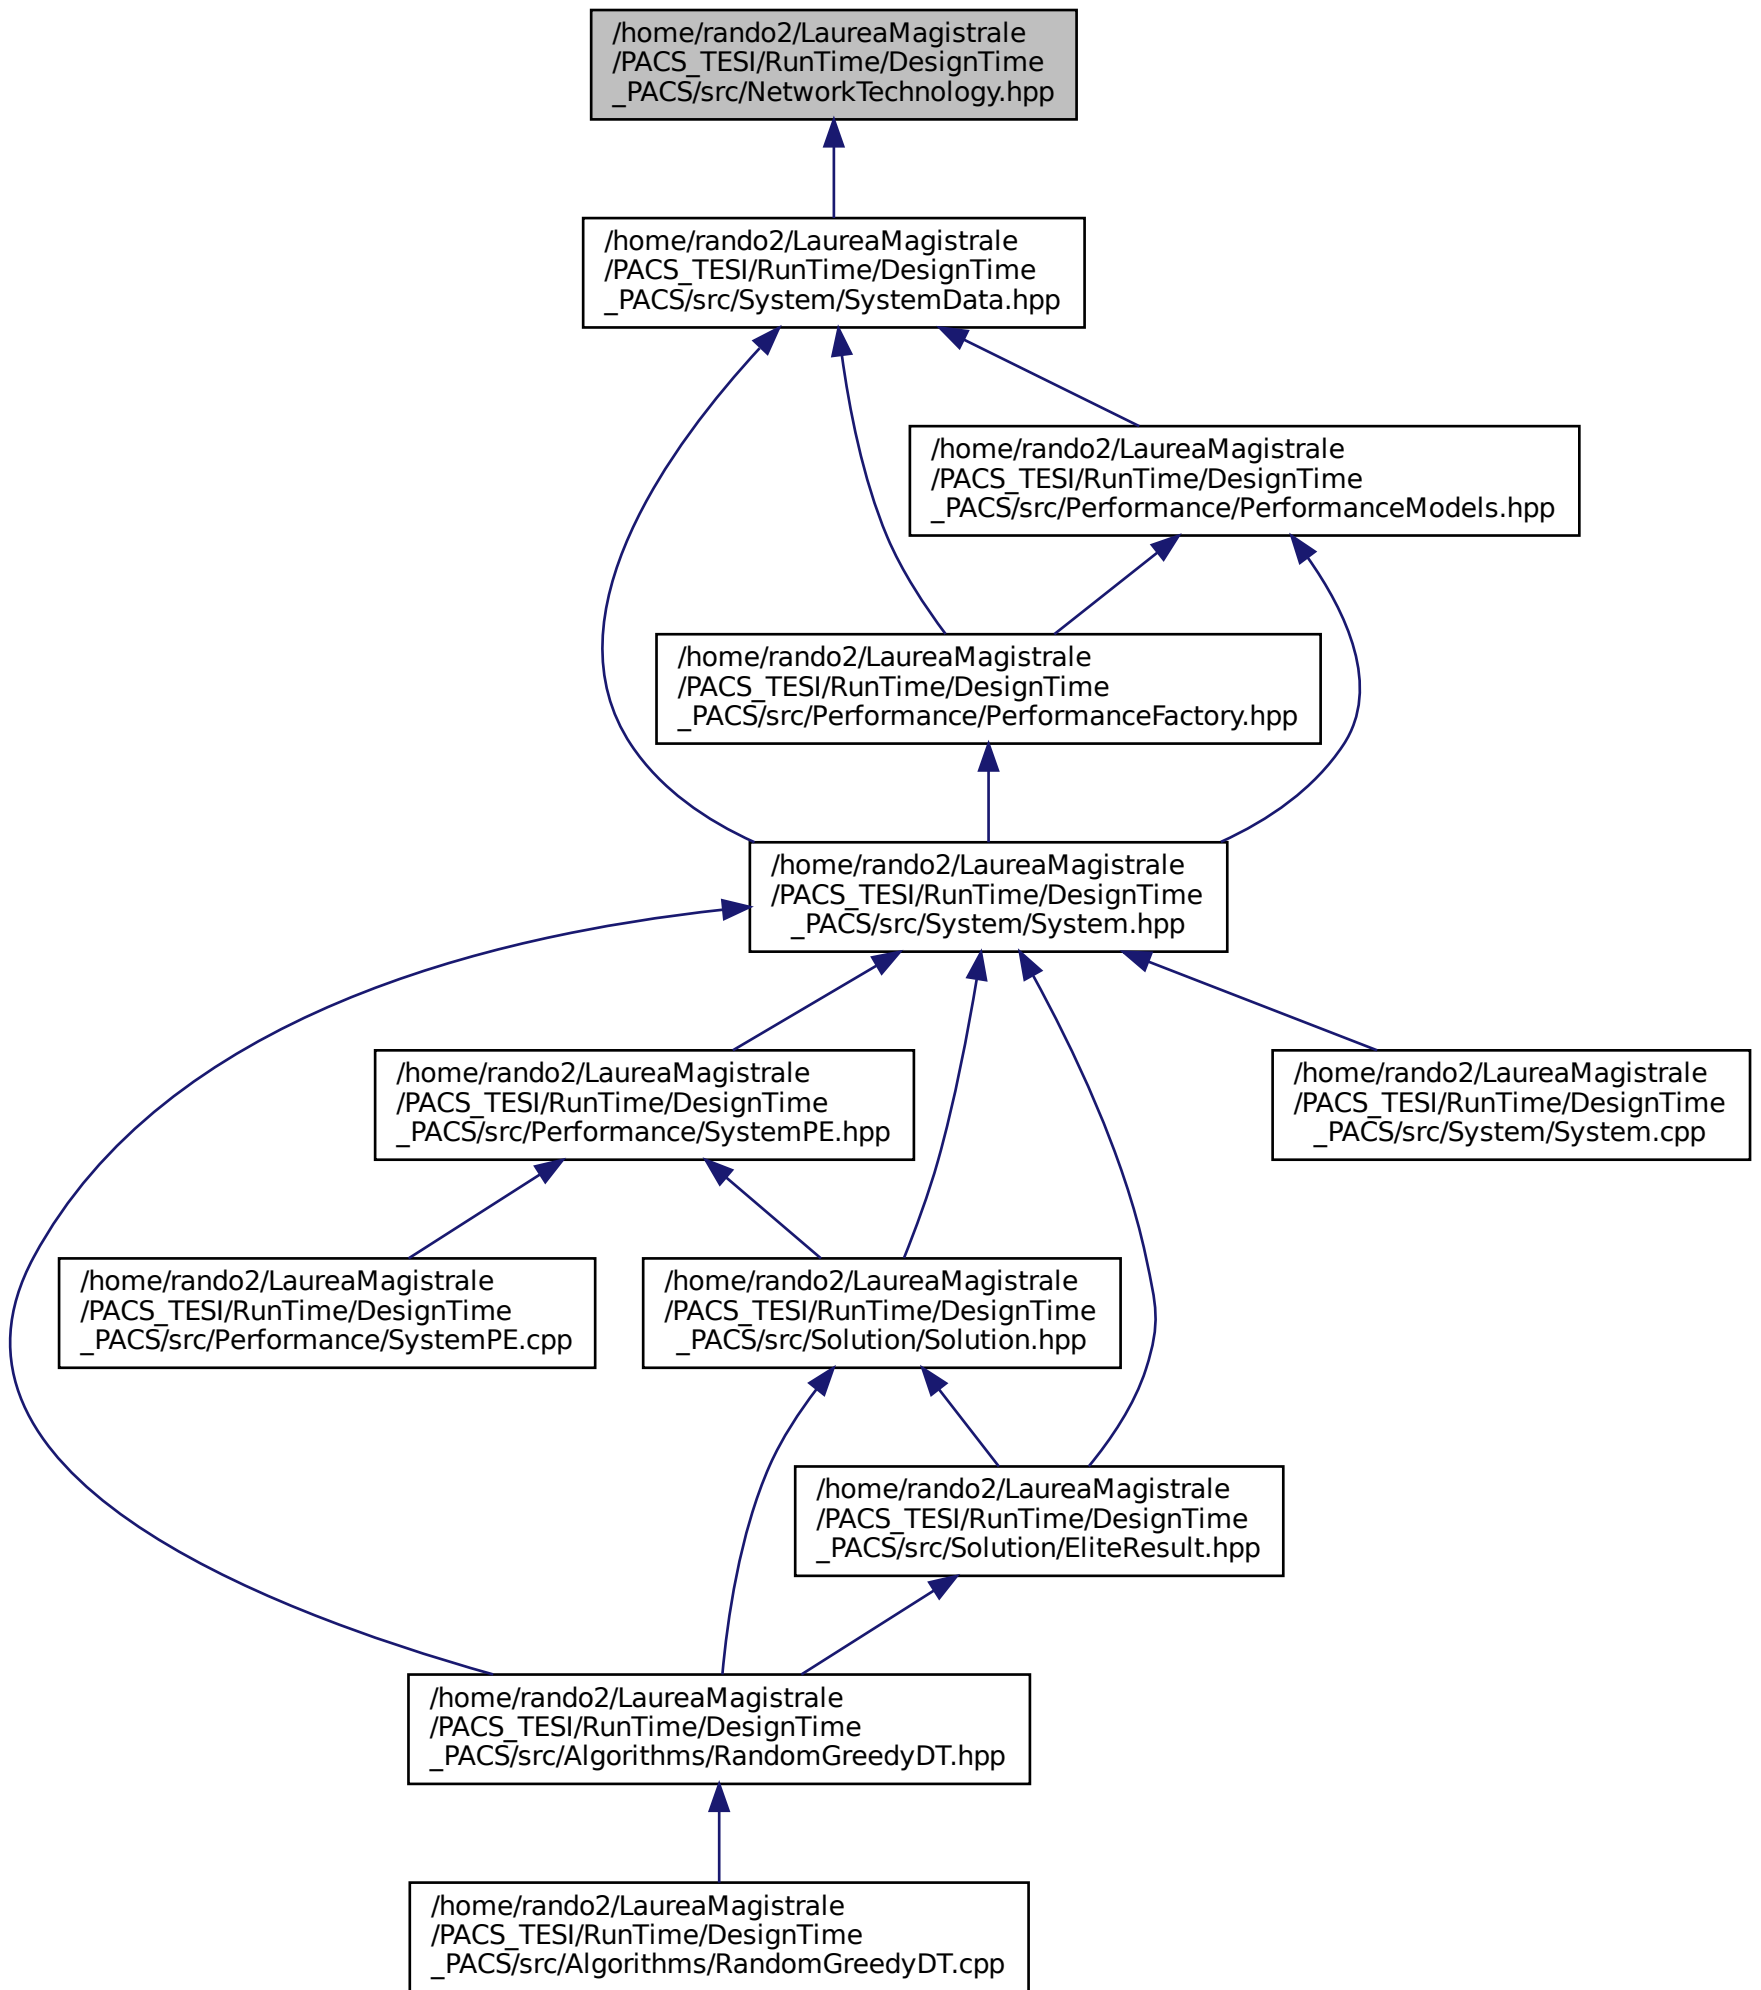 /home/rando2/LaureaMagistrale
/PACS_TESI/RunTime/DesignTime
_PACS/src/NetworkTechnology.hpp
/home/rando2/LaureaMagistrale
/PACS_TESI/RunTime/DesignTime
_PACS/src/System/SystemData.hpp
/home/rando2/LaureaMagistrale
/PACS_TESI/RunTime/DesignTime
_PACS/src/Performance/PerformanceModels.hpp
/home/rando2/LaureaMagistrale
/PACS_TESI/RunTime/DesignTime
_PACS/src/Performance/PerformanceFactory.hpp
/home/rando2/LaureaMagistrale
/PACS_TESI/RunTime/DesignTime
_PACS/src/System/System.hpp
/home/rando2/LaureaMagistrale
/PACS_TESI/RunTime/DesignTime
_PACS/src/Performance/SystemPE.hpp
/home/rando2/LaureaMagistrale
/PACS_TESI/RunTime/DesignTime
_PACS/src/System/System.cpp
/home/rando2/LaureaMagistrale
/PACS_TESI/RunTime/DesignTime
_PACS/src/Performance/SystemPE.cpp
/home/rando2/LaureaMagistrale
/PACS_TESI/RunTime/DesignTime
_PACS/src/Solution/Solution.hpp
/home/rando2/LaureaMagistrale
/PACS_TESI/RunTime/DesignTime
_PACS/src/Solution/EliteResult.hpp
/home/rando2/LaureaMagistrale
/PACS_TESI/RunTime/DesignTime
_PACS/src/Algorithms/RandomGreedyDT.hpp
/home/rando2/LaureaMagistrale
/PACS_TESI/RunTime/DesignTime
_PACS/src/Algorithms/RandomGreedyDT.cpp